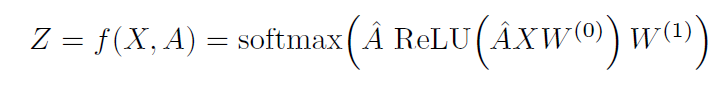 Z = f(X, A) = softmax(Â ReLU(ÂXW⁽⁰⁾) W⁽¹⁾)